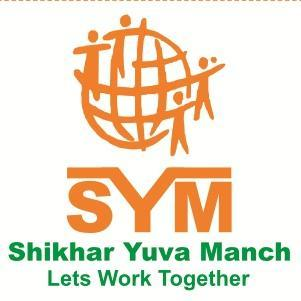 SYM
Shikhar Yuva Manch
Lets Work Together